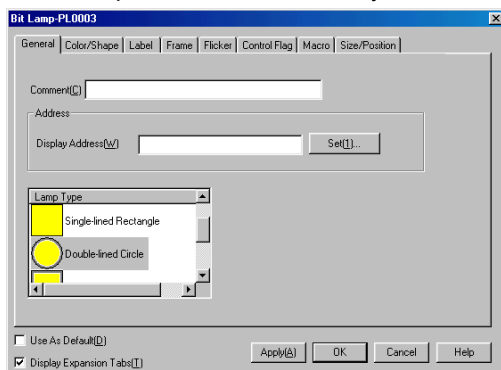 Bit Lamp-PL0003
General Color/Shape Label Frame Flicker Control Flag Macro Size/Position
Comment(C)
Address
Display Address(W) Set(1)...
Lamp Type
Single-lined Rectangle
Double-lined Circle
Use As Default(D)
Display Expansion Tabs(T)
Apply(A) OK Cancel Help